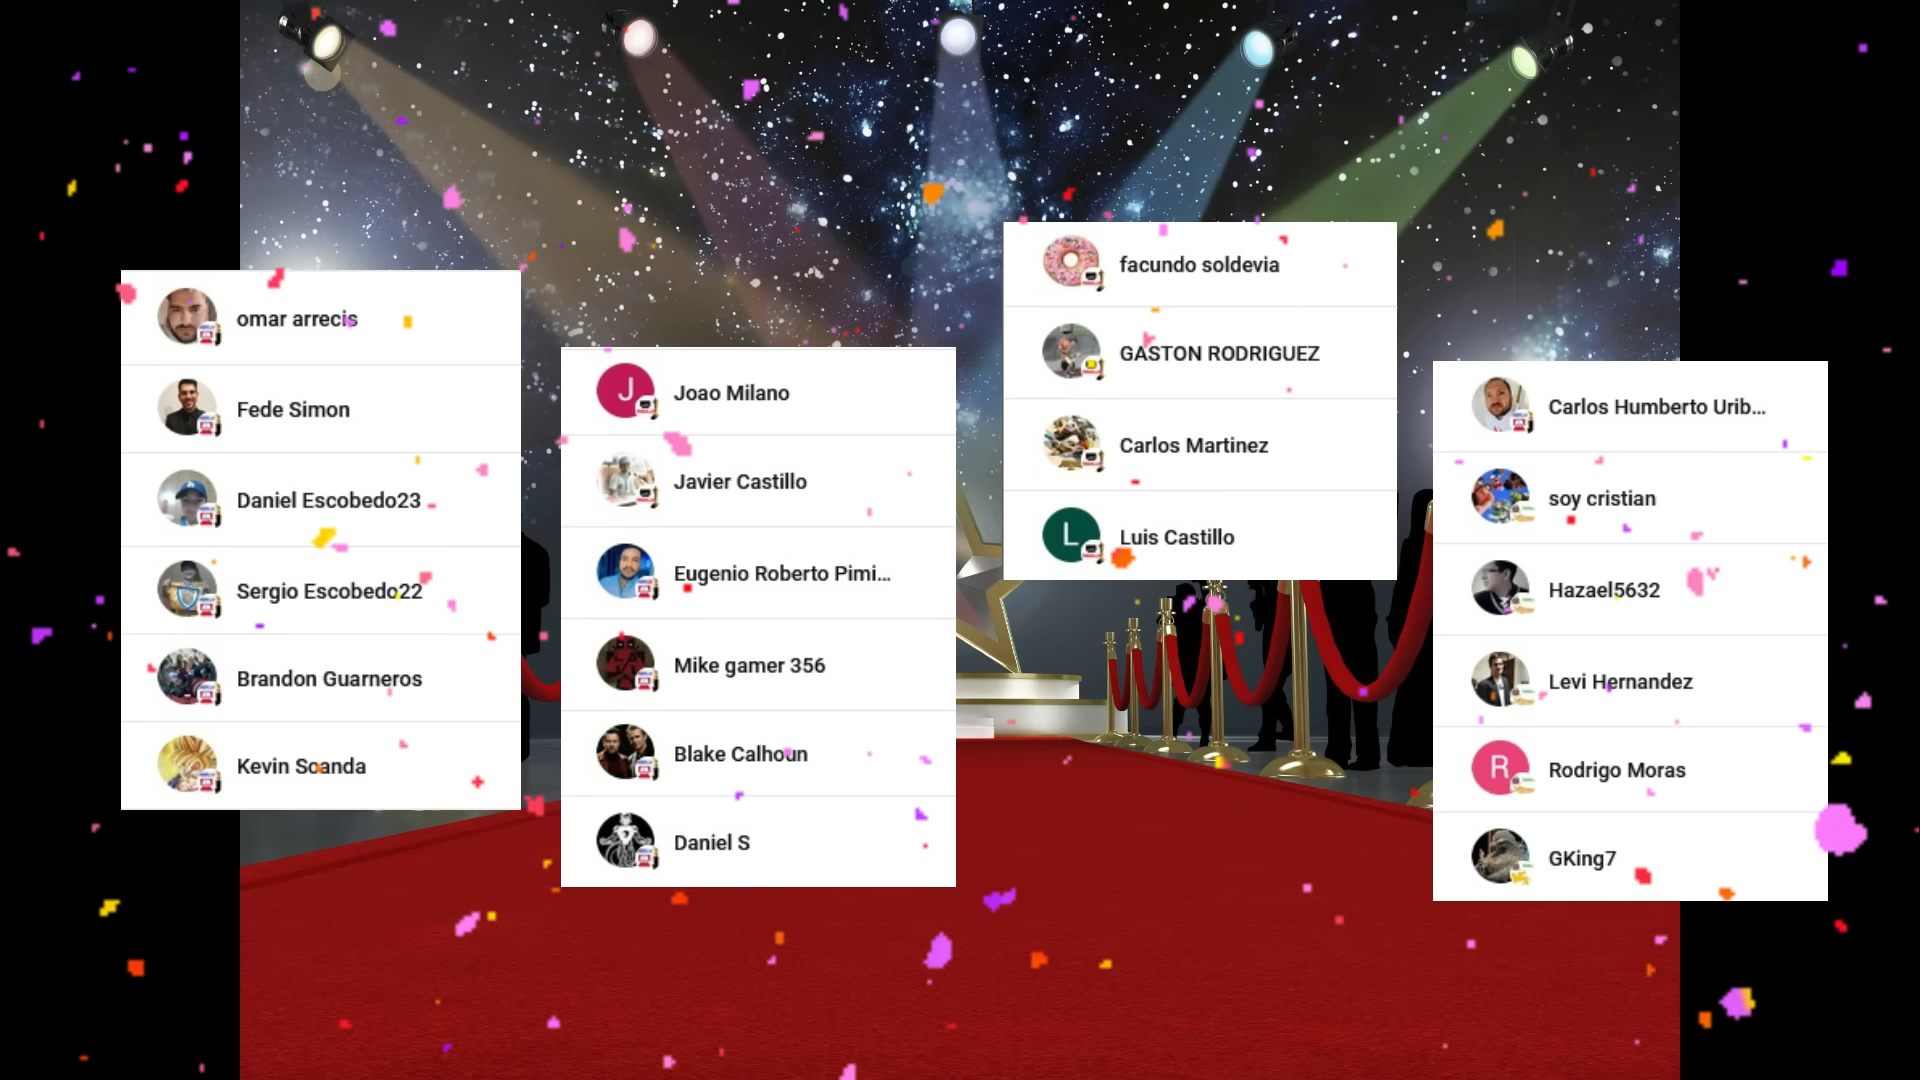 omar arrecis
Fede Simon
Daniel Escobedo23
Sergio Escobedo22
Brandon Guarneros
Kevin Scanda
J
Joao Milano
Javier Castillo
Eugenio Roberto Pimi...
Mike gamer 356
Blake Calhoun
Daniel S
facundo soldevia
GASTON RODRIGUEZ
Carlos Martinez
L
Luis Castillo
Carlos Humberto Urib...
soy cristian
Hazael5632
Levi Hernandez
R
Rodrigo Moras
GKing7